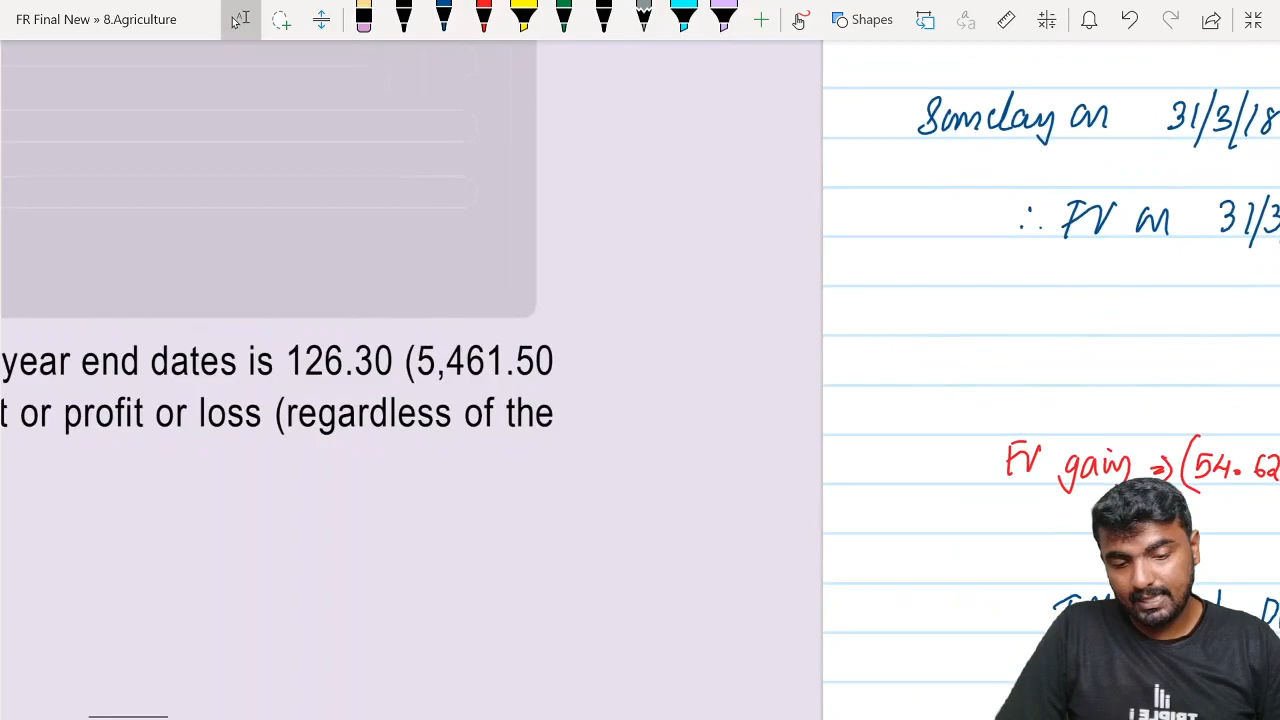 FR Final New » 8.Agriculture
Shapes
year end dates is 126.30 (5,461.50
t or profit or loss (regardless of the
Someday on 31/3/18
∴ FV on 31/3
FV gain ⇒ (54.62
TRIPLE i